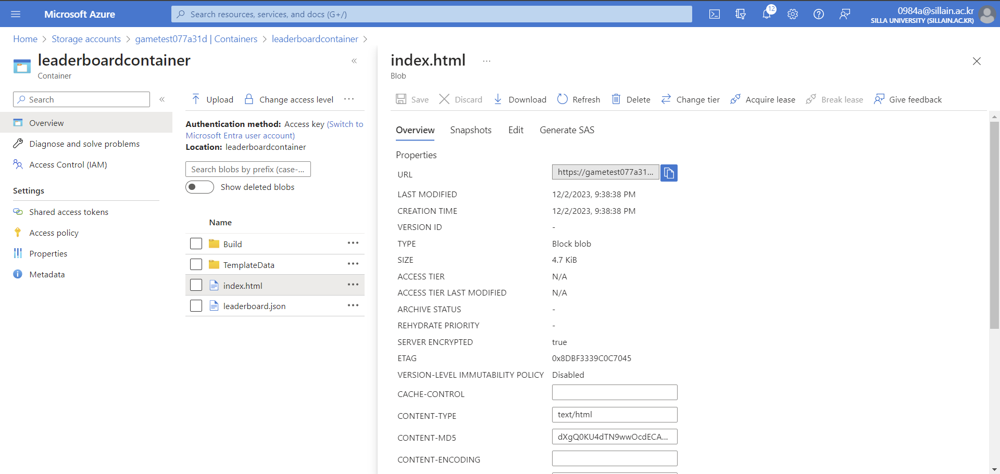 Microsoft Azure
Search resources, services, and docs (G+/)
12
0984a@sillain.ac.kr
SILLA UNIVERSITY (SILLAIN.AC.KR)
Home
Storage accounts
gametest077a31d | Containers
leaderboardcontainer
leaderboardcontainer
Container
Search
Overview
Diagnose and solve problems
Access Control (IAM)
Settings
Shared access tokens
Access policy
Properties
Metadata
Upload
Change access level
Authentication method: Access key (Switch to
Microsoft Entra user account)
Location: leaderboardcontainer
Search blobs by prefix (case-...
Show deleted blobs
Name
Build
TemplateData
index.html
leaderboard.json
index.html
Blob
Save
Discard
Download
Refresh
Delete
Change tier
Acquire lease
Break lease
Give feedback
Overview
Snapshots
Edit
Generate SAS
Properties
URL https://gametest077a31...
LAST MODIFIED 12/2/2023, 9:38:38 PM
CREATION TIME 12/2/2023, 9:38:38 PM
VERSION ID -
TYPE Block blob
SIZE 4.7 KiB
ACCESS TIER N/A
ACCESS TIER LAST MODIFIED N/A
ARCHIVE STATUS -
REHYDRATE PRIORITY -
SERVER ENCRYPTED true
ETAG 0x8DBF3339C0C7045
VERSION-LEVEL IMMUTABILITY POLICY Disabled
CACHE-CONTROL
CONTENT-TYPE text/html
CONTENT-MD5 dXgQ0KU4dTN9wwOcdECA...
CONTENT-ENCODING